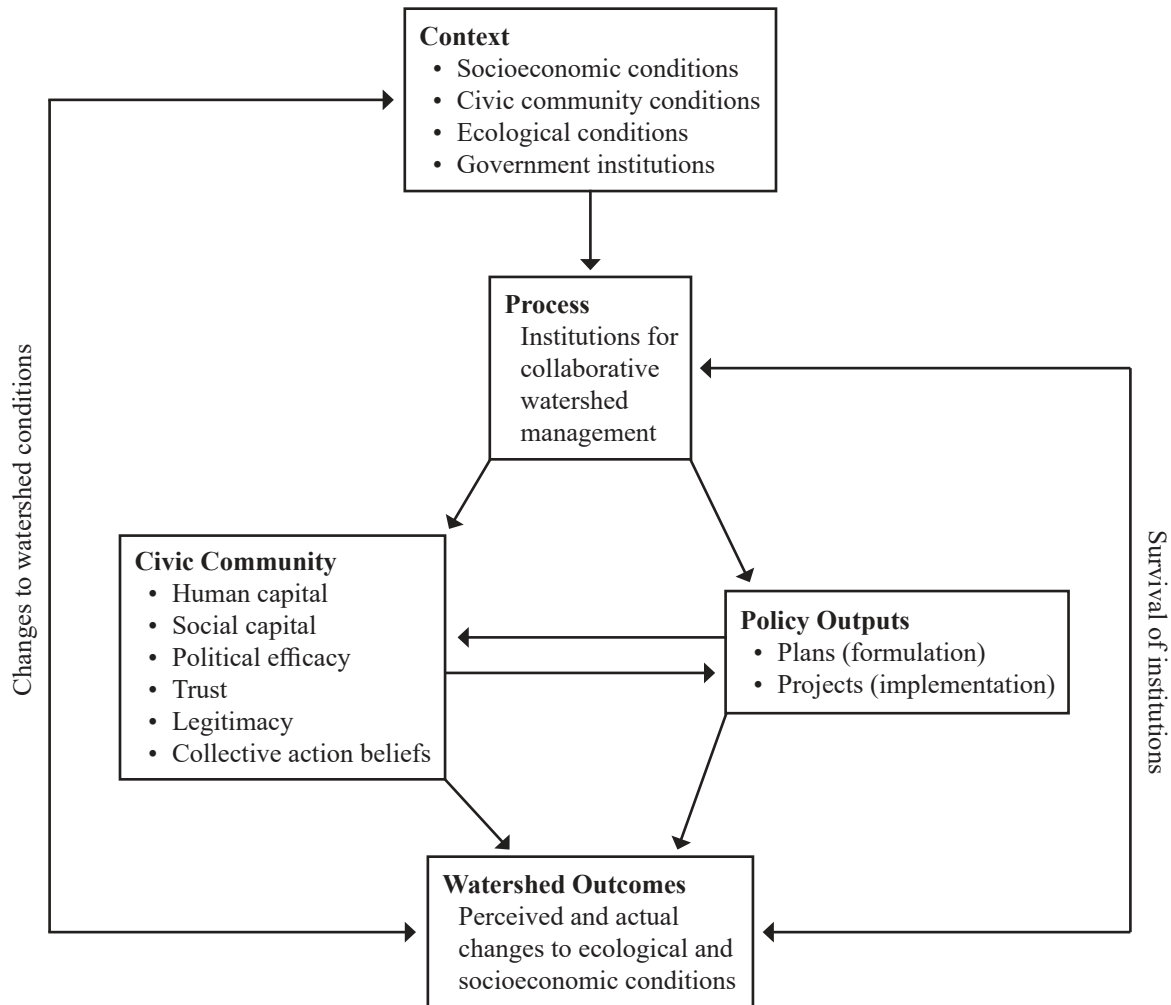 Context
• Socioeconomic conditions
• Civic community conditions
• Ecological conditions
• Government institutions
Process
Institutions for
collaborative
watershed
management
Changes to watershed conditions
Civic Community
• Human capital
• Social capital
• Political efficacy
• Trust
• Legitimacy
• Collective action beliefs
Policy Outputs
• Plans (formulation)
• Projects (implementation)
Survival of
institutions
Watershed Outcomes
Perceived and actual
changes to ecological and
socioeconomic conditions